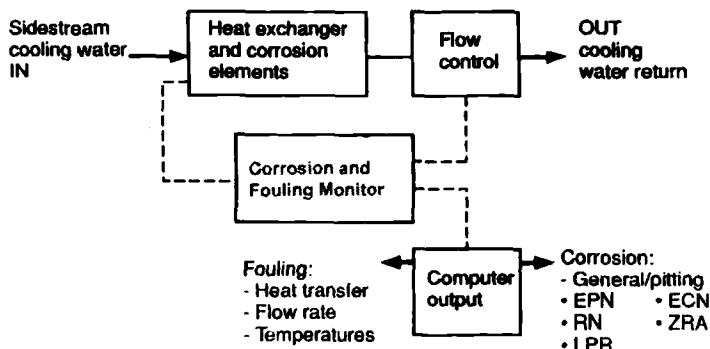 Sidestream
cooling water
IN
Heat exchanger
and corrosion
elements
Flow
control
OUT
cooling
water return
Corrosion and
Fouling Monitor
Fouling:
- Heat transfer
- Flow rate
- Temperatures
Computer
output
Corrosion:
- General/pitting
• EPN • ECN
• RN • ZRA
• LPR